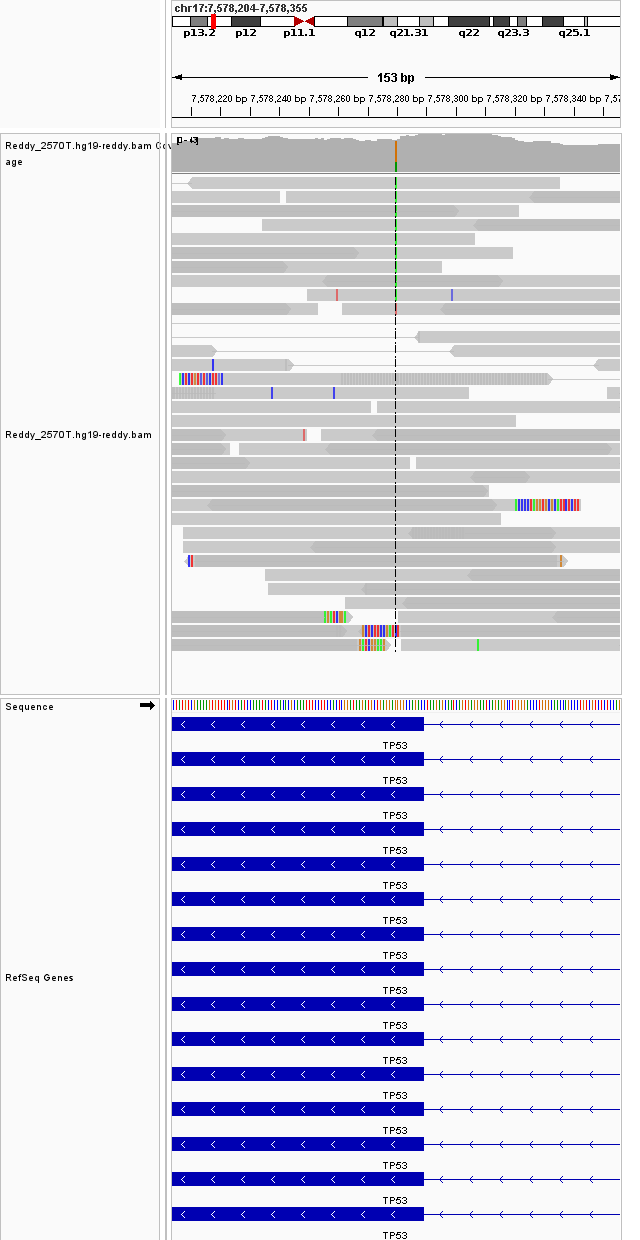 chr17:7,578,204-7,578,355
p13.2 p12 p11.1 q12 q21.31 q22 q23.3 q25.1
153 bp
7,578,220 bp 7,578,240 bp 7,578,260 bp 7,578,280 bp 7,578,300 bp 7,578,320 bp 7,578,340 bp 7,57
Reddy_2570T.hg19-reddy.bam Cov
age
Reddy_2570T.hg19-reddy.bam
Sequence
TP53
TP53
TP53
TP53
TP53
TP53
TP53
RefSeq Genes
TP53
TP53
TP53
TP53
TP53
TP53
TP53
TP53